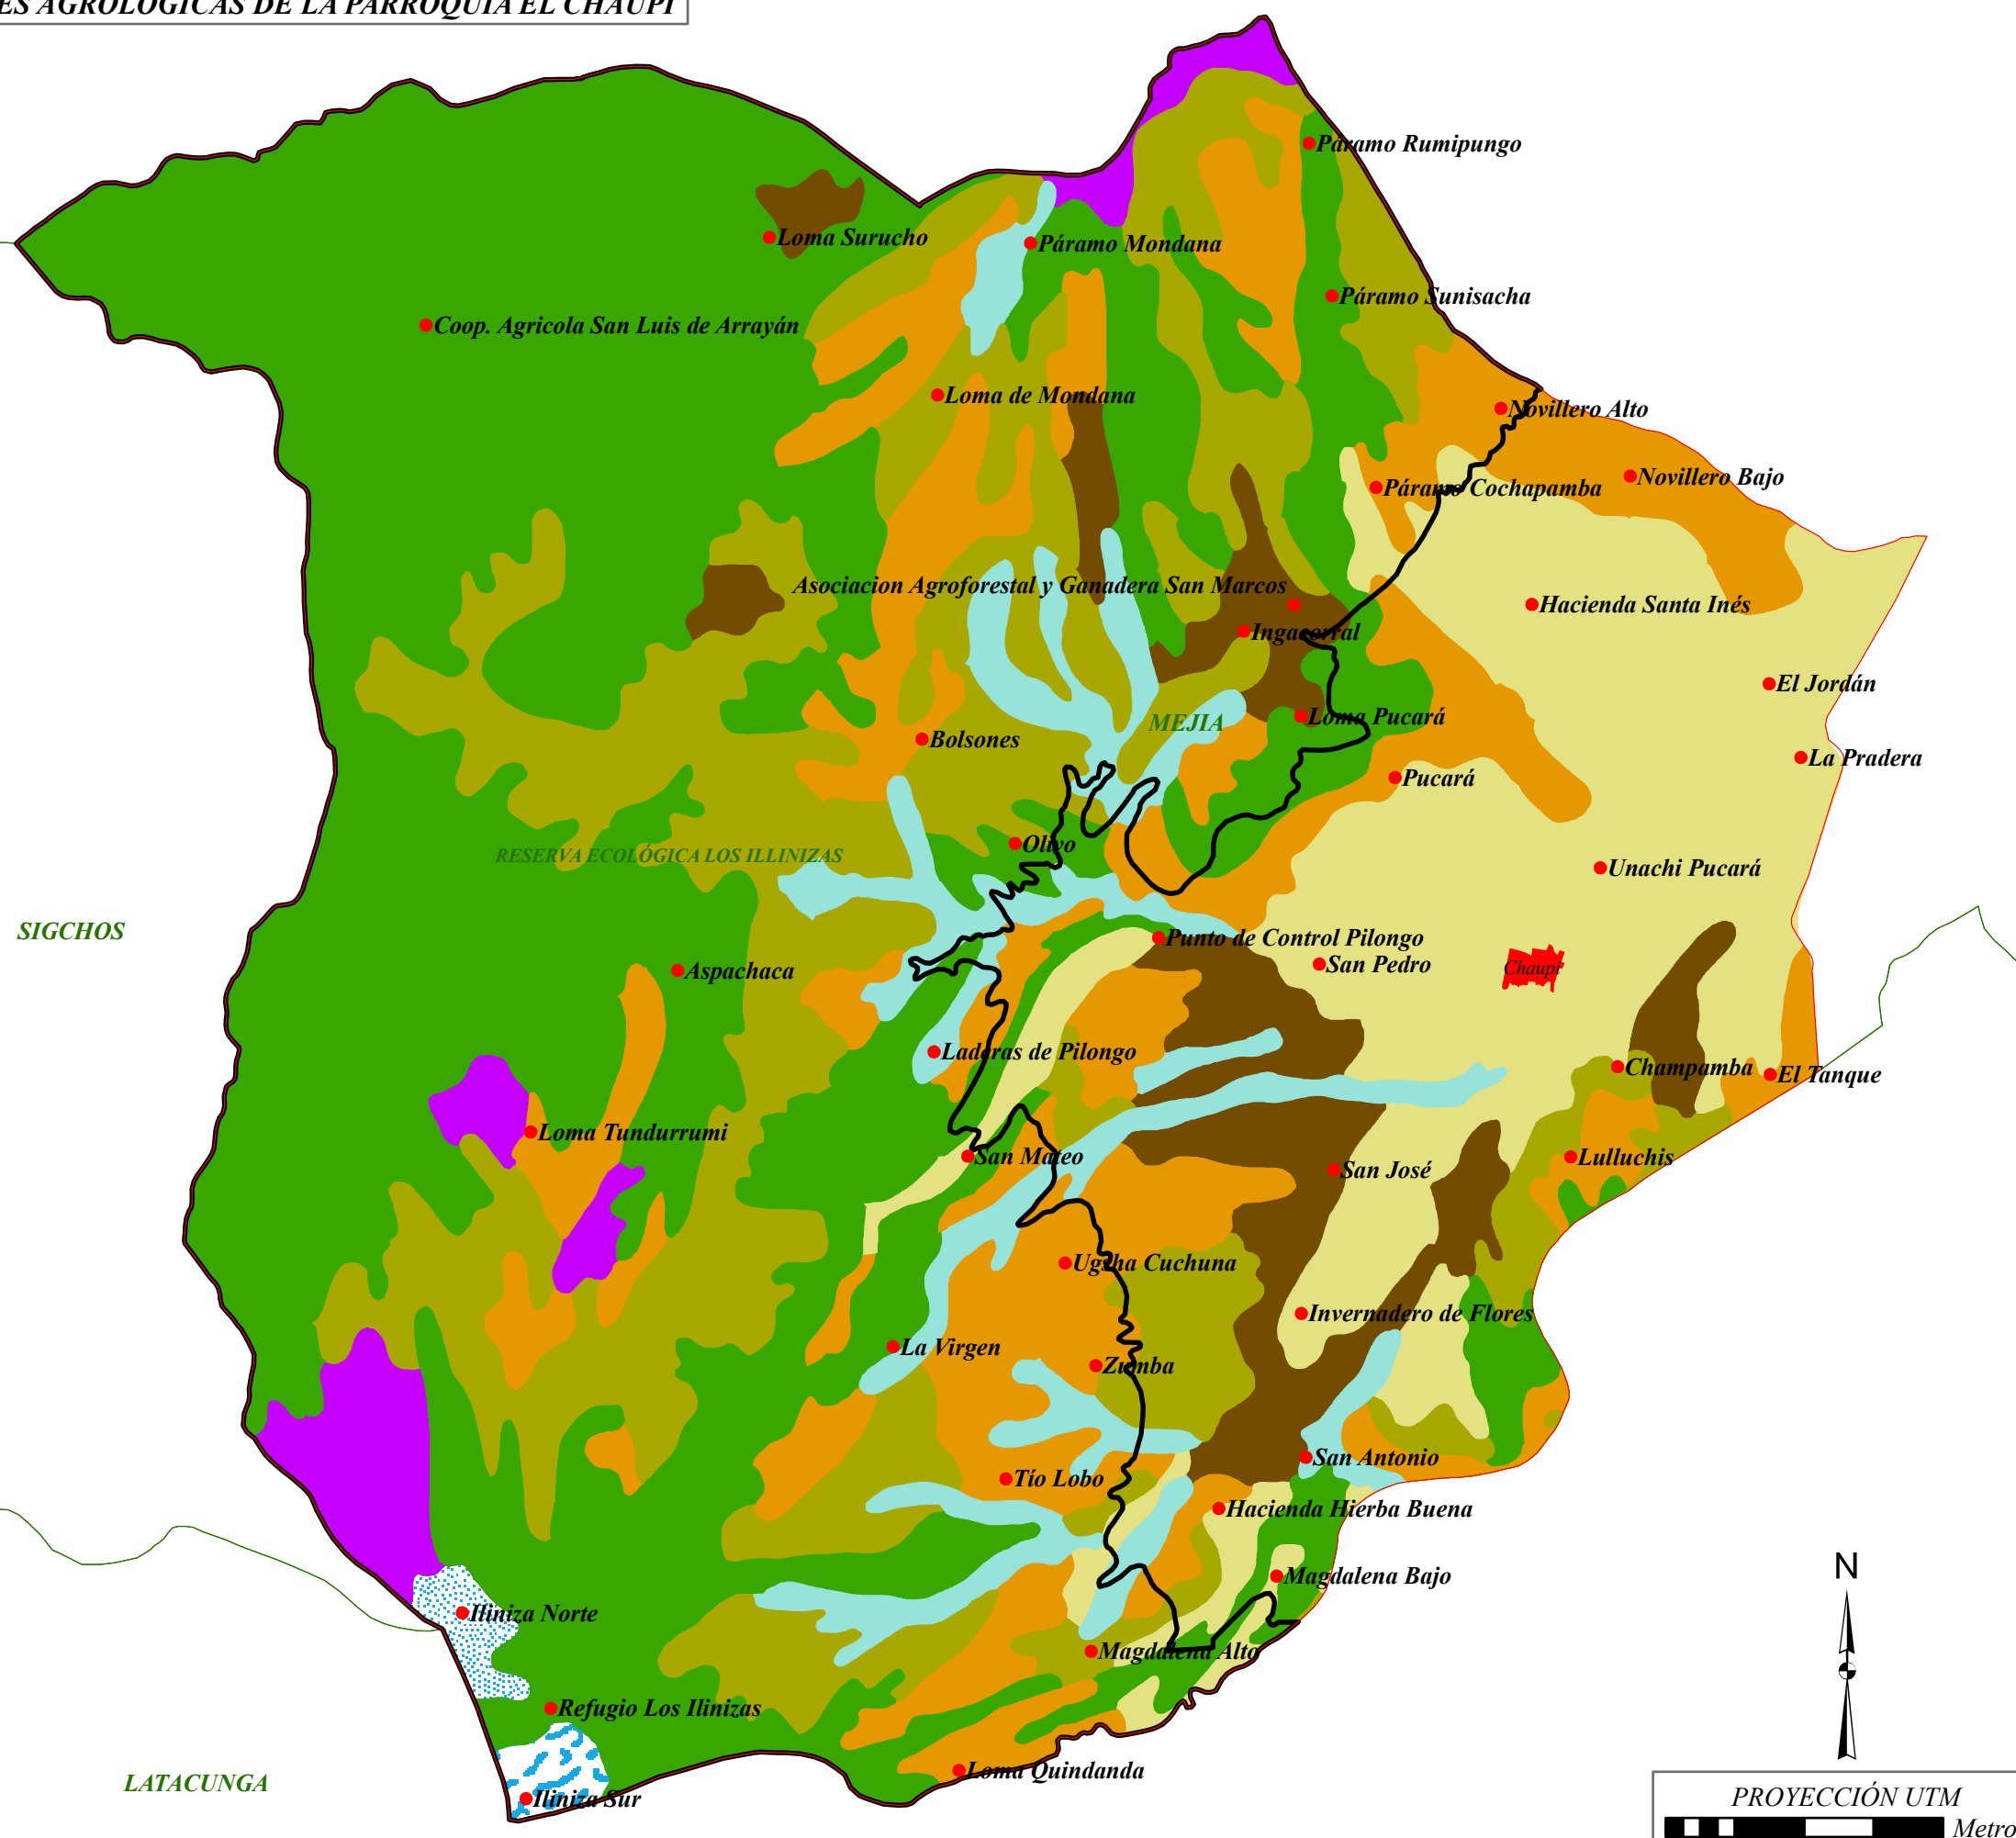 ES AGROLÓGICAS DE LA PARROQUIA EL CHAUPI
Páramo Rumipungo
Loma Surucho
Páramo Mondana
Páramo Sunisacha
Coop. Agricola San Luis de Arrayán
Loma de Mondana
Novillero Alto
Novillero Bajo
Páramo Cochapamba
Asociacion Agroforestal y Ganadera San Marcos
Hacienda Santa Inés
Ingacorral
El Jordán
Loma Pucará
MEJIA
Bolsones
La Pradera
Pucará
Olivo
RESERVA ECOLÓGICA LOS ILLINIZAS
Unachi Pucará
SIGCHOS
Punto de Control Pilongo
San Pedro
Chaupi
Aspachaca
Laderas de Pilongo
Champamba
El Tanque
Loma Tundurrumi
San Mateo
Lulluchis
San José
Ugsha Cuchuna
Invernadero de Flores
La Virgen
Zumba
San Antonio
Tío Lobo
Hacienda Hierba Buena
N
Magdalena Bajo
Iliniza Norte
Magdalena Alto
Refugio Los Ilinizas
Loma Quindanda
LATACUNGA
Iliniza Sur
PROYECCIÓN UTM
Metro